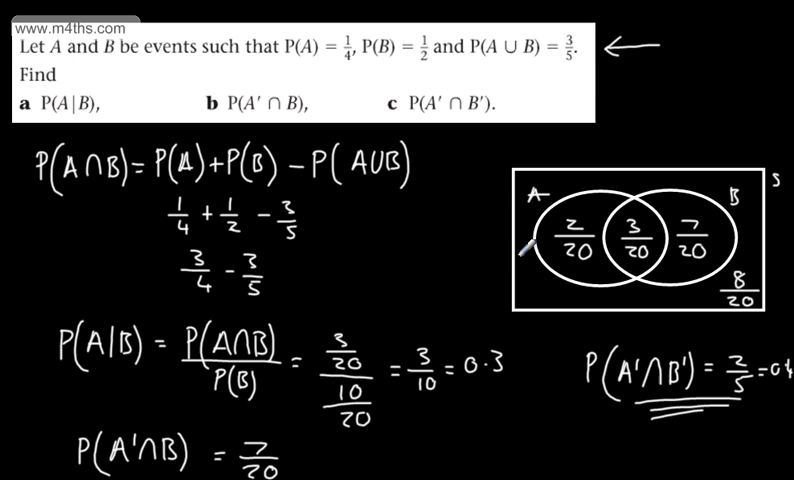 www.m4ths.com
Let A and B be events such that P(A) = 1/4, P(B) = 1/2 and P(A ∪ B) = 3/5.
Find
a P(A|B), b P(A′ ∩ B), c P(A′ ∩ B′).
P(A∩B) = P(A) + P(B) − P(A∪B)
1/4 + 1/2 − 3/5
3/4 − 3/5
A B S
2/20 3/20 7/20
8/20
P(A|B) = P(A∩B)/P(B) = (3/20)/(10/20) = 3/10 = 0.3
P(A′∩B′) = 2/5 = 0.4
P(A′∩B) = 7/20